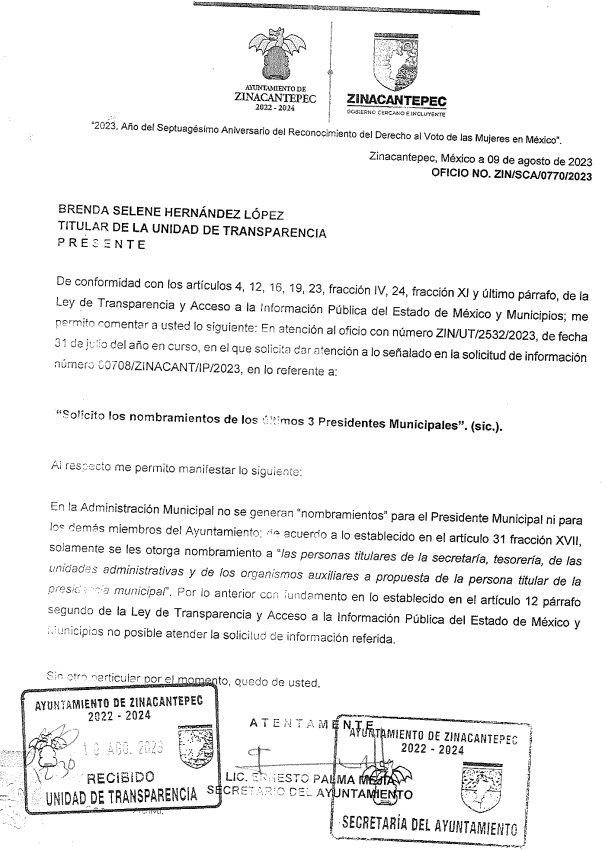 AYUNTAMIENTO DE
ZINACANTEPEC
2022 - 2024
ZINACANTEPEC
GOBIERNO CERCANO E INCLUYENTE
"2023, Año del Septuagésimo Aniversario del Reconocimiento del Derecho al Voto de las Mujeres en México".
Zinacantepec, México a 09 de agosto de 2023
OFICIO NO. ZIN/SCA/0770/2023
BRENDA SELENE HERNÁNDEZ LÓPEZ
TITULAR DE LA UNIDAD DE TRANSPARENCIA
P R E S E N T E
De conformidad con los artículos 4, 12, 16, 19, 23, fracción IV, 24, fracción XI y último párrafo, de la
Ley de Transparencia y Acceso a la Información Pública del Estado de México y Municipios; me
permito comentar a usted lo siguiente: En atención al oficio con número ZIN/UT/2532/2023, de fecha
31 de julio del año en curso, en el que solicita dar atención a lo señalado en la solicitud de información
número 00708/ZINACANT/IP/2023, en lo referente a:
"Solicito los nombramientos de los últimos 3 Presidentes Municipales". (sic.).
Al respecto me permito manifestar lo siguiente:
En la Administración Municipal no se generan "nombramientos" para el Presidente Municipal ni para
los demás miembros del Ayuntamiento; de acuerdo a lo establecido en el artículo 31 fracción XVII,
solamente se les otorga nombramiento a "las personas titulares de la secretaría, tesorería, de las
unidades administrativas y de los organismos auxiliares a propuesta de la persona titular de la
presidencia municipal". Por lo anterior con fundamento en lo establecido en el artículo 12 párrafo
segundo de la Ley de Transparencia y Acceso a la Información Pública del Estado de México y
Municipios no posible atender la solicitud de información referida.
Sin otro particular por el momento, quedo de usted.
AYUNTAMIENTO DE ZINACANTEPEC
2022 - 2024
10 AGO. 2023
RECIBIDO
UNIDAD DE TRANSPARENCIA
A T E N T A M E N T E
LIC. ERNESTO PALMA MEJÍA
SECRETARIO DEL AYUNTAMIENTO
AYUNTAMIENTO DE ZINACANTEPEC
2022 - 2024
SECRETARÍA DEL AYUNTAMIENTO
Archivo.